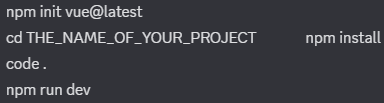 npm init vue@latest
cd THE_NAME_OF_YOUR_PROJECT npm install
code .
npm run dev